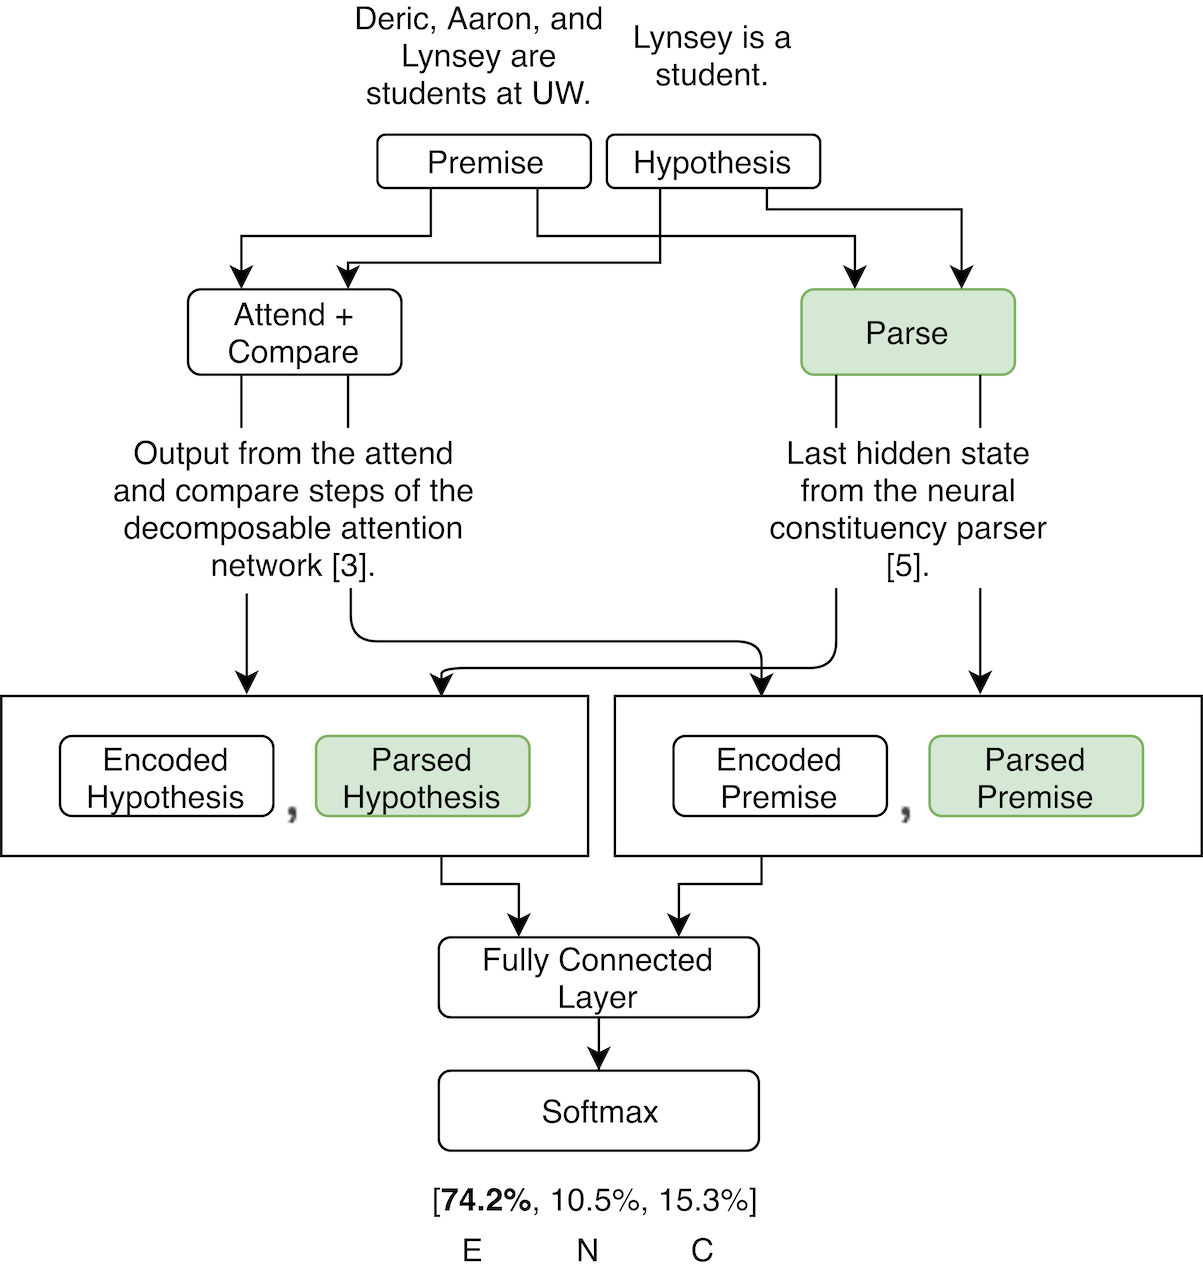 Deric, Aaron, and
Lynsey are
students at UW.
Lynsey is a
student.
Premise
Hypothesis
Attend +
Compare
Parse
Output from the attend
and compare steps of the
decomposable attention
network [3].
Last hidden state
from the neural
constituency parser
[5].
Encoded
Hypothesis
,
Parsed
Hypothesis
Encoded
Premise
,
Parsed
Premise
Fully Connected
Layer
Softmax
[74.2%, 10.5%, 15.3%]
E N C